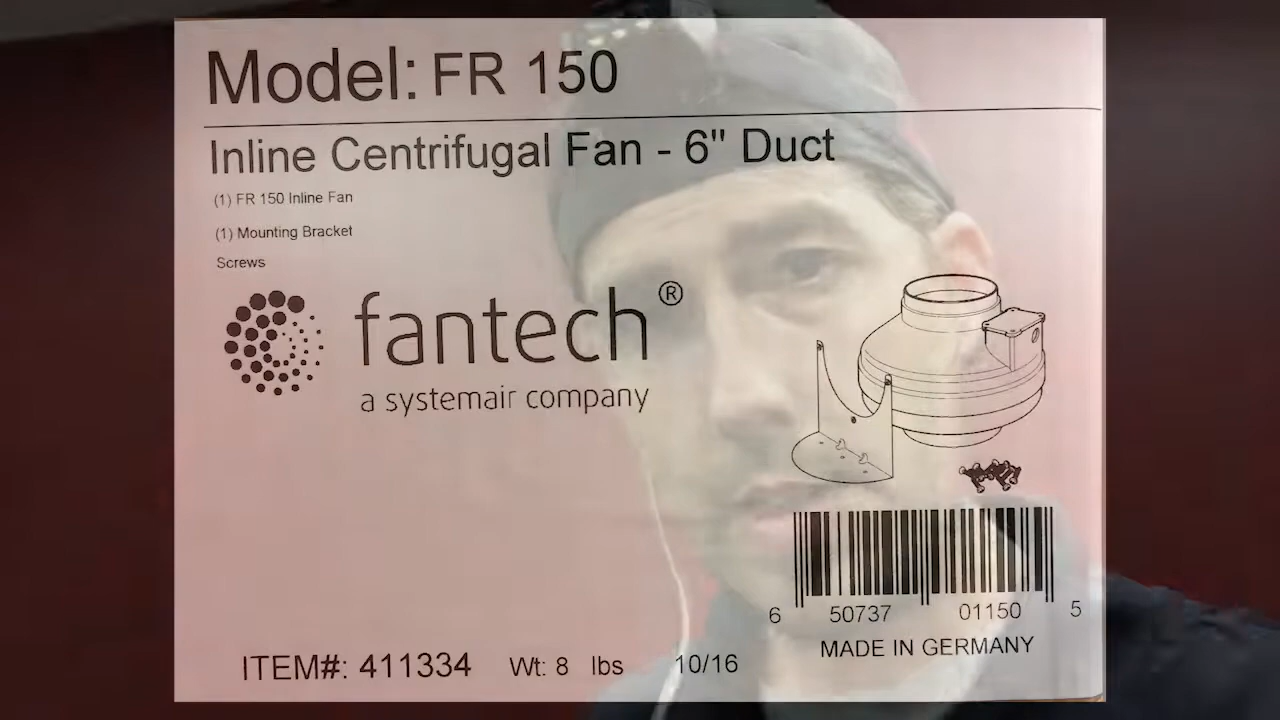 Model: FR 150
Inline Centrifugal Fan - 6" Duct
(1) FR 150 Inline Fan
(1) Mounting Bracket
Screws
fantech®
a systemair company
6 50737 01150 5
MADE IN GERMANY
ITEM#: 411334 Wt: 8 lbs 10/16